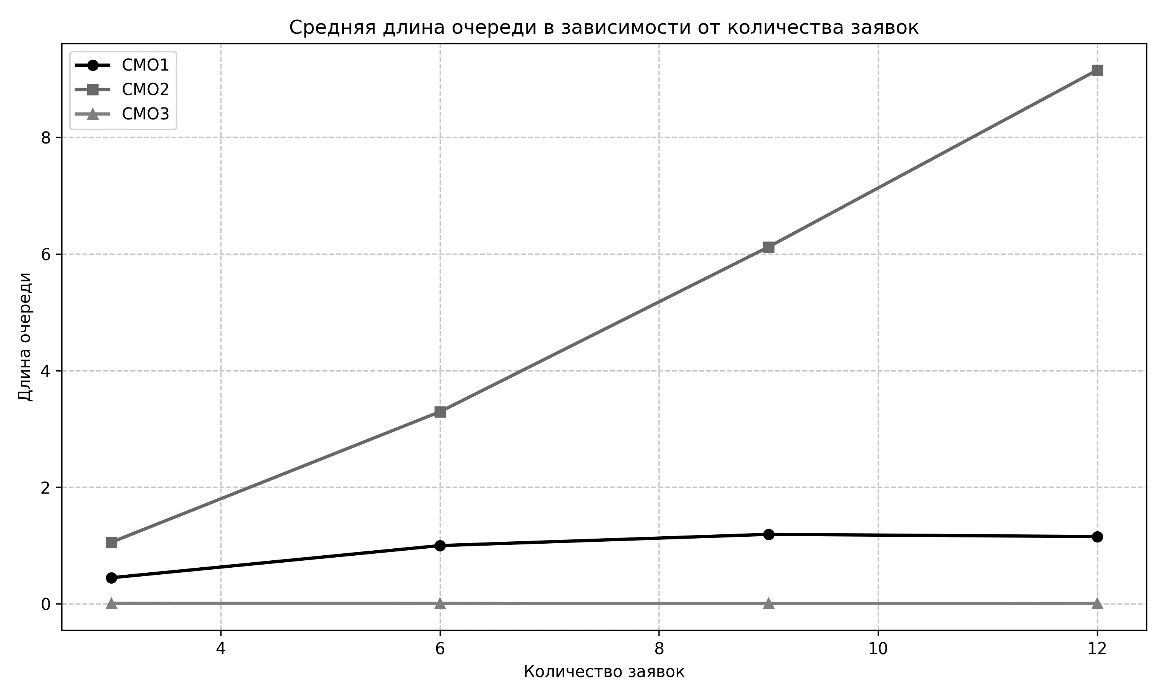 Средняя длина очереди в зависимости от количества заявок
СМО1
СМО2
СМО3
Длина очереди
8
6
4
2
0
4
6
8
10
12
Количество заявок